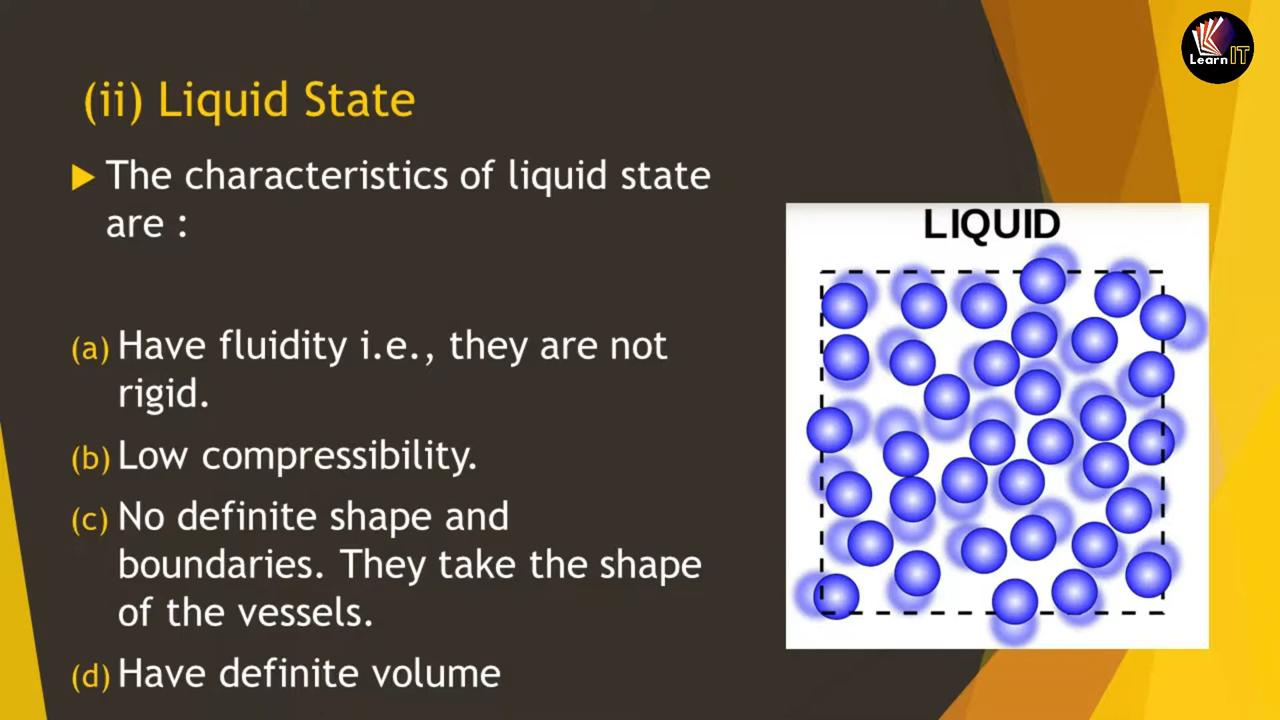 Learn IT
(ii) Liquid State
The characteristics of liquid state
are :
(a) Have fluidity i.e., they are not
rigid.
(b) Low compressibility.
(c) No definite shape and
boundaries. They take the shape
of the vessels.
(d) Have definite volume
LIQUID